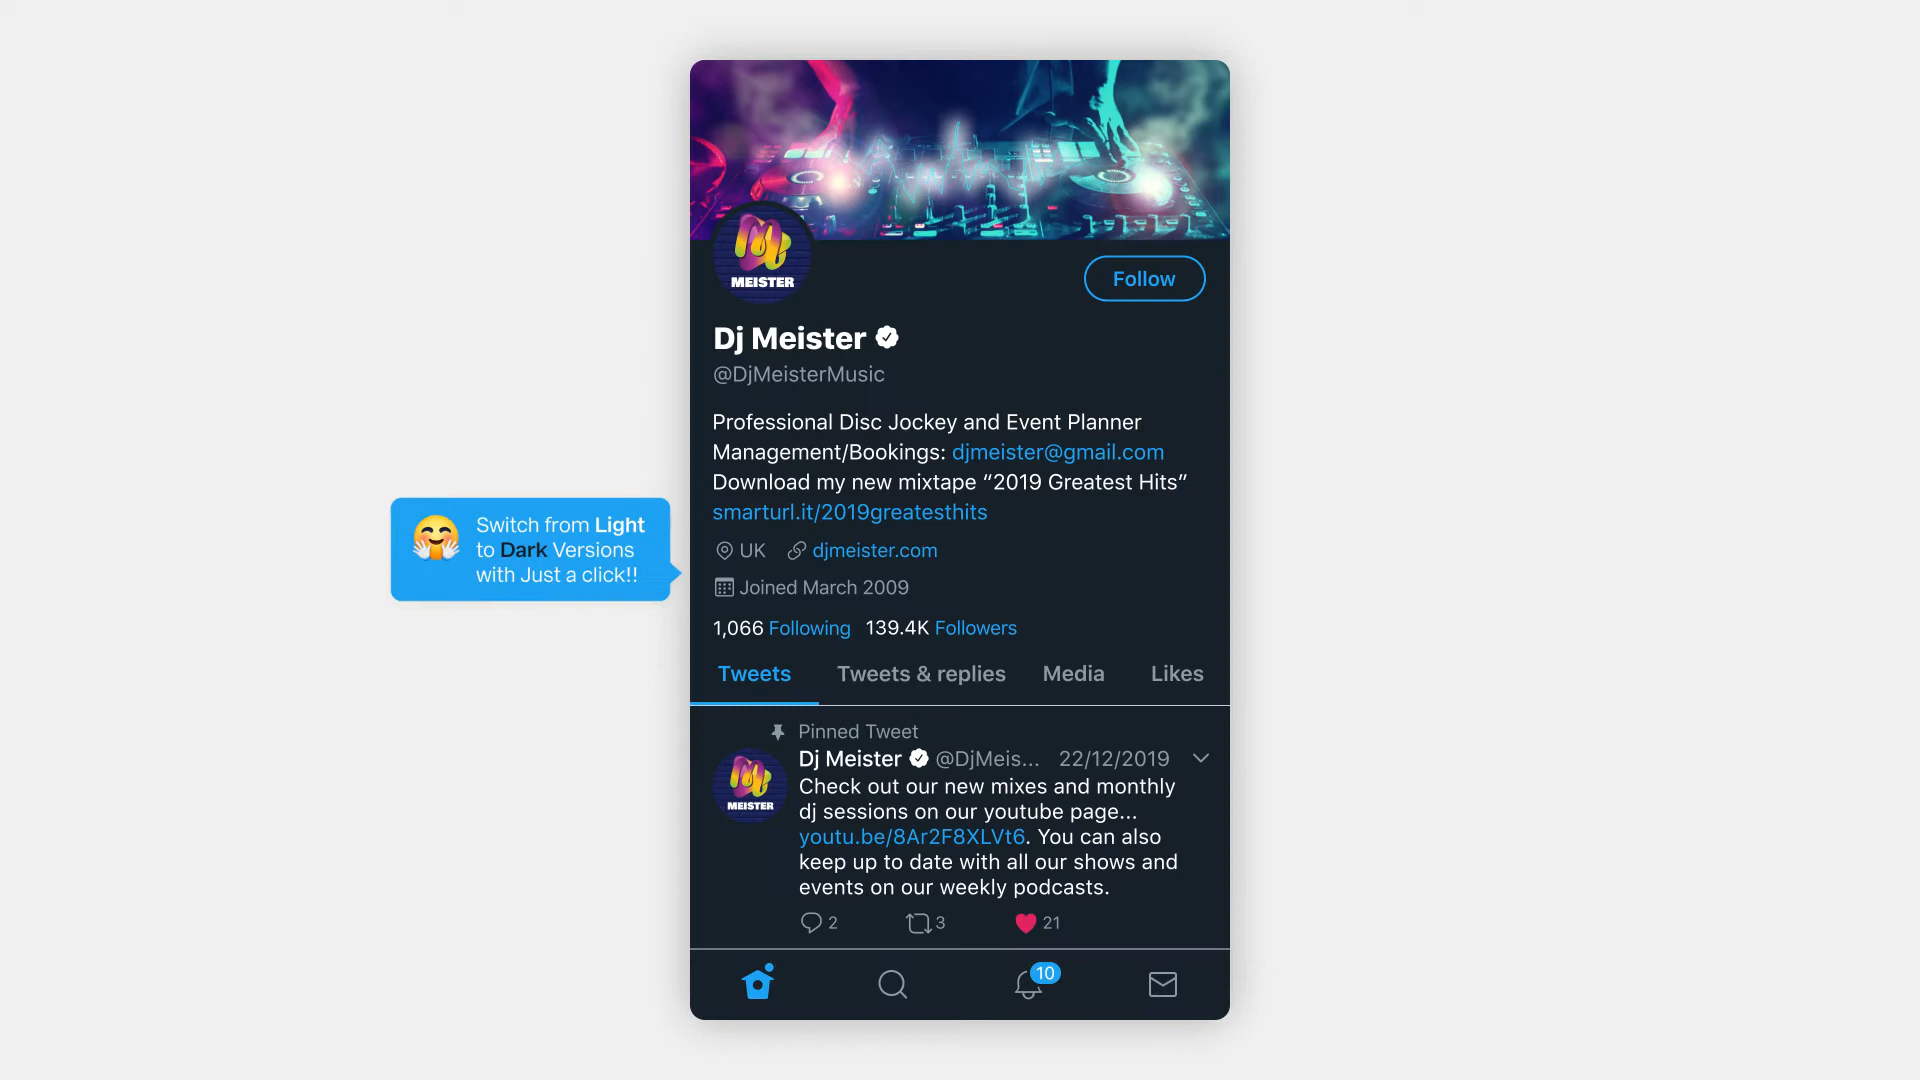 MEISTER
Follow
Dj Meister
@DjMeisterMusic
Professional Disc Jockey and Event Planner
Management/Bookings: djmeister@gmail.com
Download my new mixtape “2019 Greatest Hits”
smarturl.it/2019greatesthits
Switch from Light
to Dark Versions
with Just a click!!
UK djmeister.com
Joined March 2009
1,066 Following 139.4K Followers
Tweets Tweets & replies Media Likes
Pinned Tweet
Dj Meister @DjMeis... 22/12/2019
MEISTER
Check out our new mixes and monthly
dj sessions on our youtube page...
youtu.be/8Ar2F8XLVt6. You can also
keep up to date with all our shows and
events on our weekly podcasts.
2 3 21
10